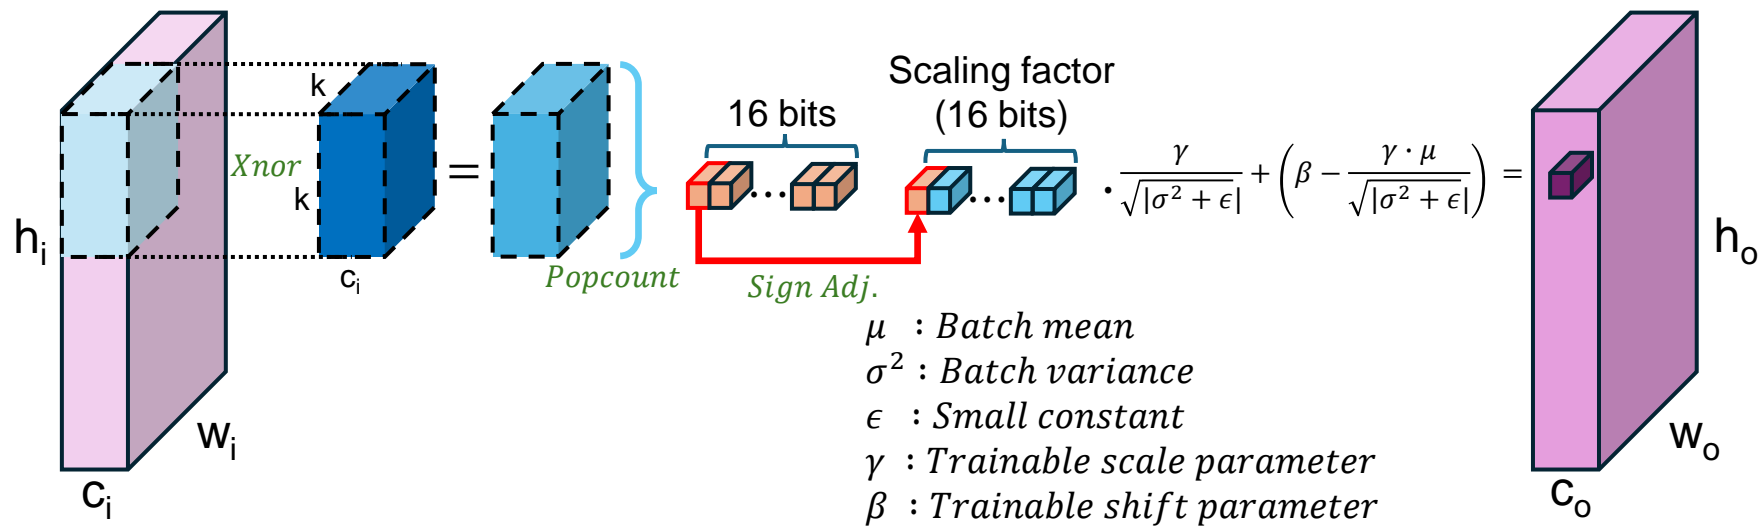 h_i
w_i
c_i
Xnor
k
k
c_i
=
Popcount
16 bits
...
Sign Adj.
Scaling factor
(16 bits)
...
· γ/√|σ² + ϵ| + (β − γ · μ/√|σ² + ϵ|) =
h_o
w_o
c_o
μ : Batch mean
σ² : Batch variance
ϵ : Small constant
γ : Trainable scale parameter
β : Trainable shift parameter